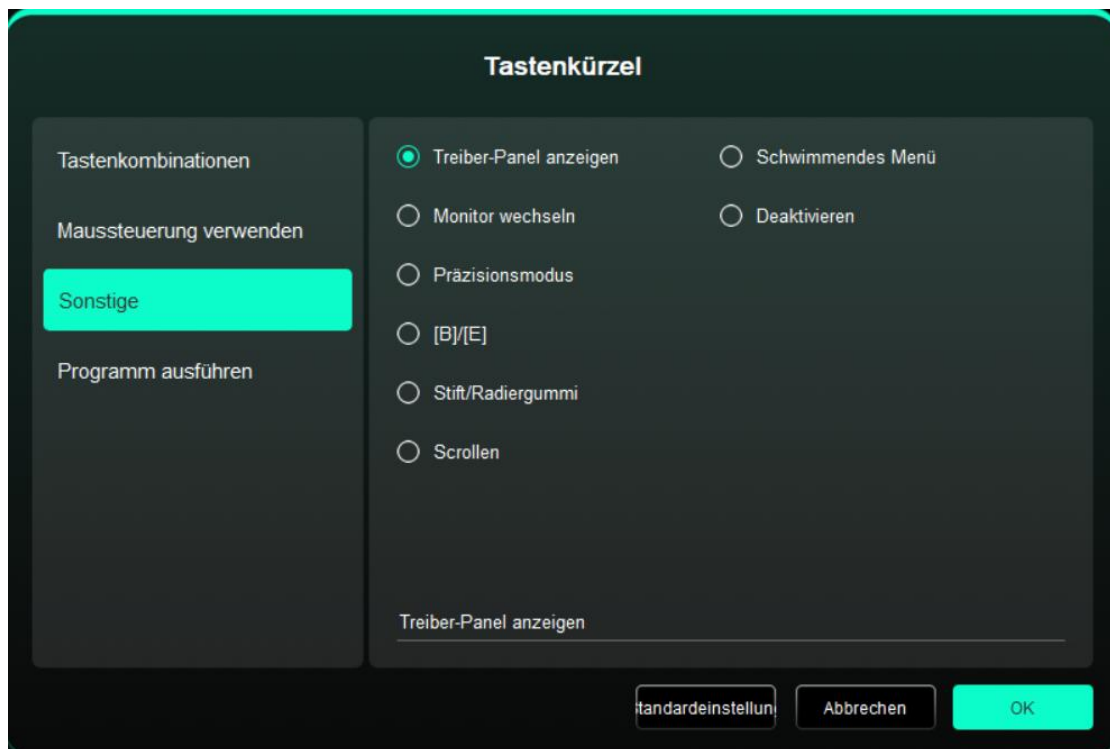 Tastenkürzel
Tastenkombinationen
Maussteuerung verwenden
Sonstige
Programm ausführen
Treiber-Panel anzeigen
Schwimmendes Menü
Monitor wechseln
Deaktivieren
Präzisionsmodus
[B]/[E]
Stift/Radiergummi
Scrollen
Treiber-Panel anzeigen
tandardeinstellun
Abbrechen
OK